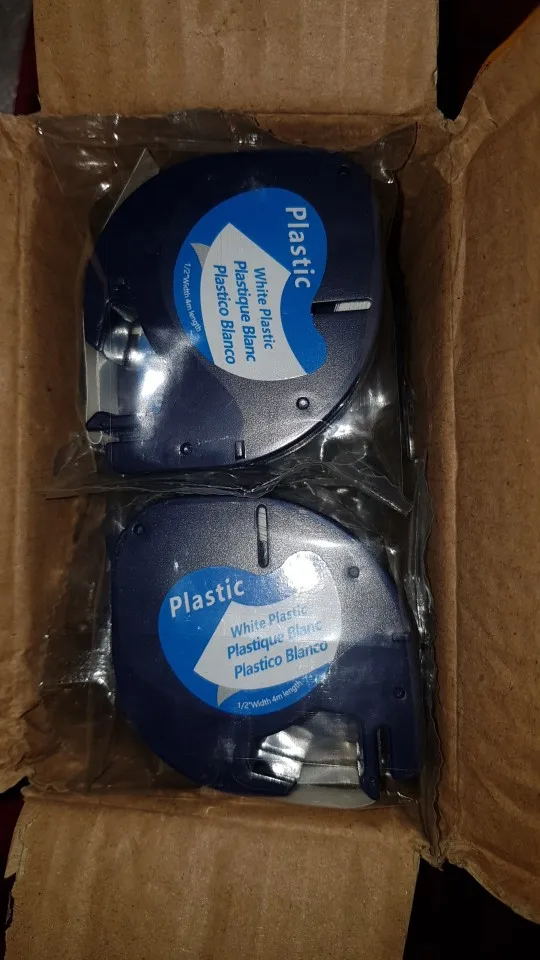 Plastic
White Plastic
Plastique Blanc
Plastico Blanco
1/2"Width 4m length
Plastic
White Plastic
Plastique Blanc
Plastico Blanco
1/2"Width 4m length